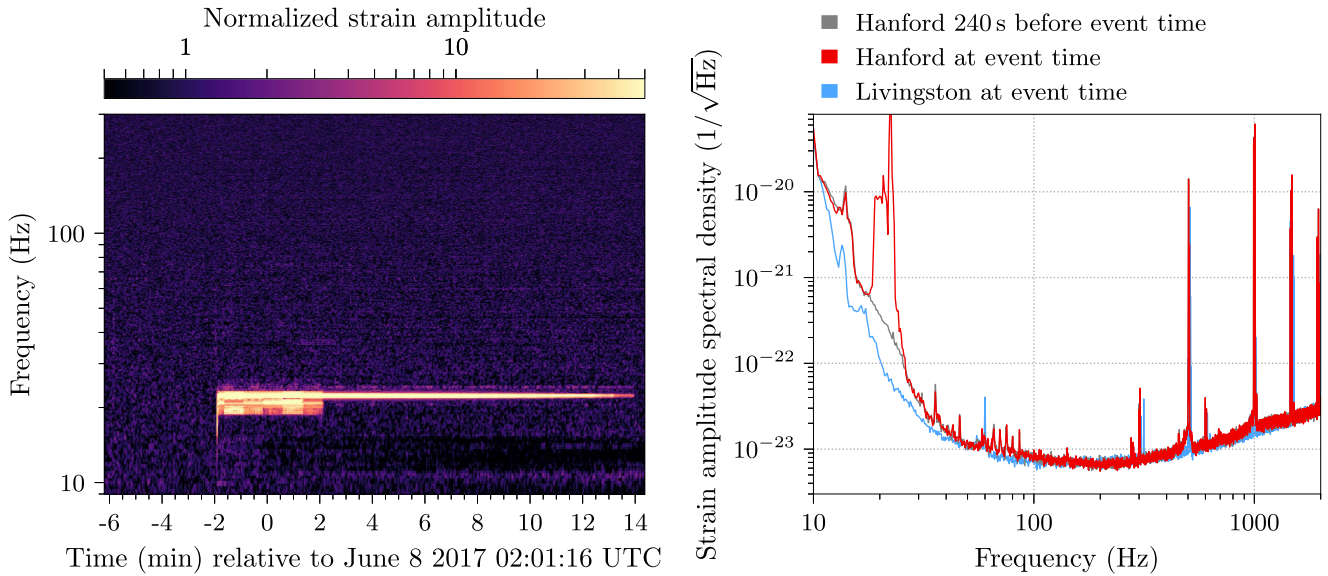 Normalized strain amplitude
1 10
Frequency (Hz)
100
10
-6 -4 -2 0 2 4 6 8 10 12 14
Time (min) relative to June 8 2017 02:01:16 UTC
Hanford 240 s before event time
Hanford at event time
Livingston at event time
Strain amplitude spectral density (1/√Hz)
10⁻²⁰
10⁻²¹
10⁻²²
10⁻²³
10 100 1000
Frequency (Hz)